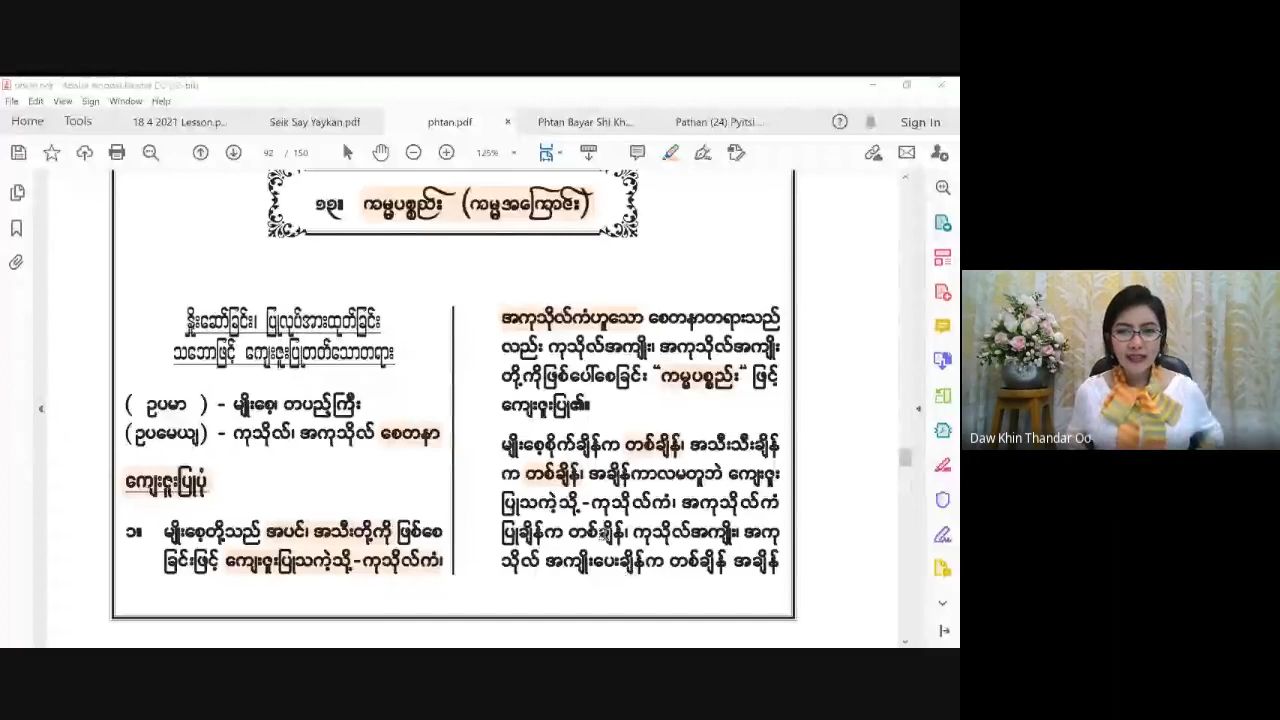 File Edit View Sign Window Help
Home Tools 18 4 2021 Lesson.p... Seik Say Yaykan.pdf phtan.pdf × Phtan Bayar Shi Kh... Pathan (24) Pyitsi... Sign In
92 / 150 125%
၁၃။ ကမ္မပစ္စည်း (ကမ္မအကြောင်း)
နှိုးဆော်ခြင်း၊ ပြုလုပ်အားထုတ်ခြင်း
သဘောဖြင့် ကျေးဇူးပြုတတ်သောတရား
( ဥပမာ ) - မျိုးစေ့၊ တပည့်ကြီး
(ဥပမေယျ) - ကုသိုလ်၊ အကုသိုလ် စေတနာ
ကျေးဇူးပြုပုံ
၁။ မျိုးစေ့တို့သည် အပင်၊ အသီးတို့ကို ဖြစ်စေ
ခြင်းဖြင့် ကျေးဇူးပြုသကဲ့သို့-ကုသိုလ်ကံ၊
အကုသိုလ်ကံဟူသော စေတနာတရားသည်
လည်း ကုသိုလ်အကျိုး၊ အကုသိုလ်အကျိုး
တို့ကိုဖြစ်ပေါ်စေခြင်း “ကမ္မပစ္စည်း“ ဖြင့်
ကျေးဇူးပြု၏။
မျိုးစေ့စိုက်ချိန်က တစ်ချိန်၊ အသီးသီးချိန်
က တစ်ချိန်၊ အချိန်ကာလမတူဘဲ ကျေးဇူး
ပြုသကဲ့သို့-ကုသိုလ်ကံ၊ အကုသိုလ်ကံ
ပြုချိန်က တစ်ချိန်၊ ကုသိုလ်အကျိုး၊ အကု
သိုလ် အကျိုးပေးချိန်က တစ်ချိန် အချိန်
Daw Khin Thandar Oo